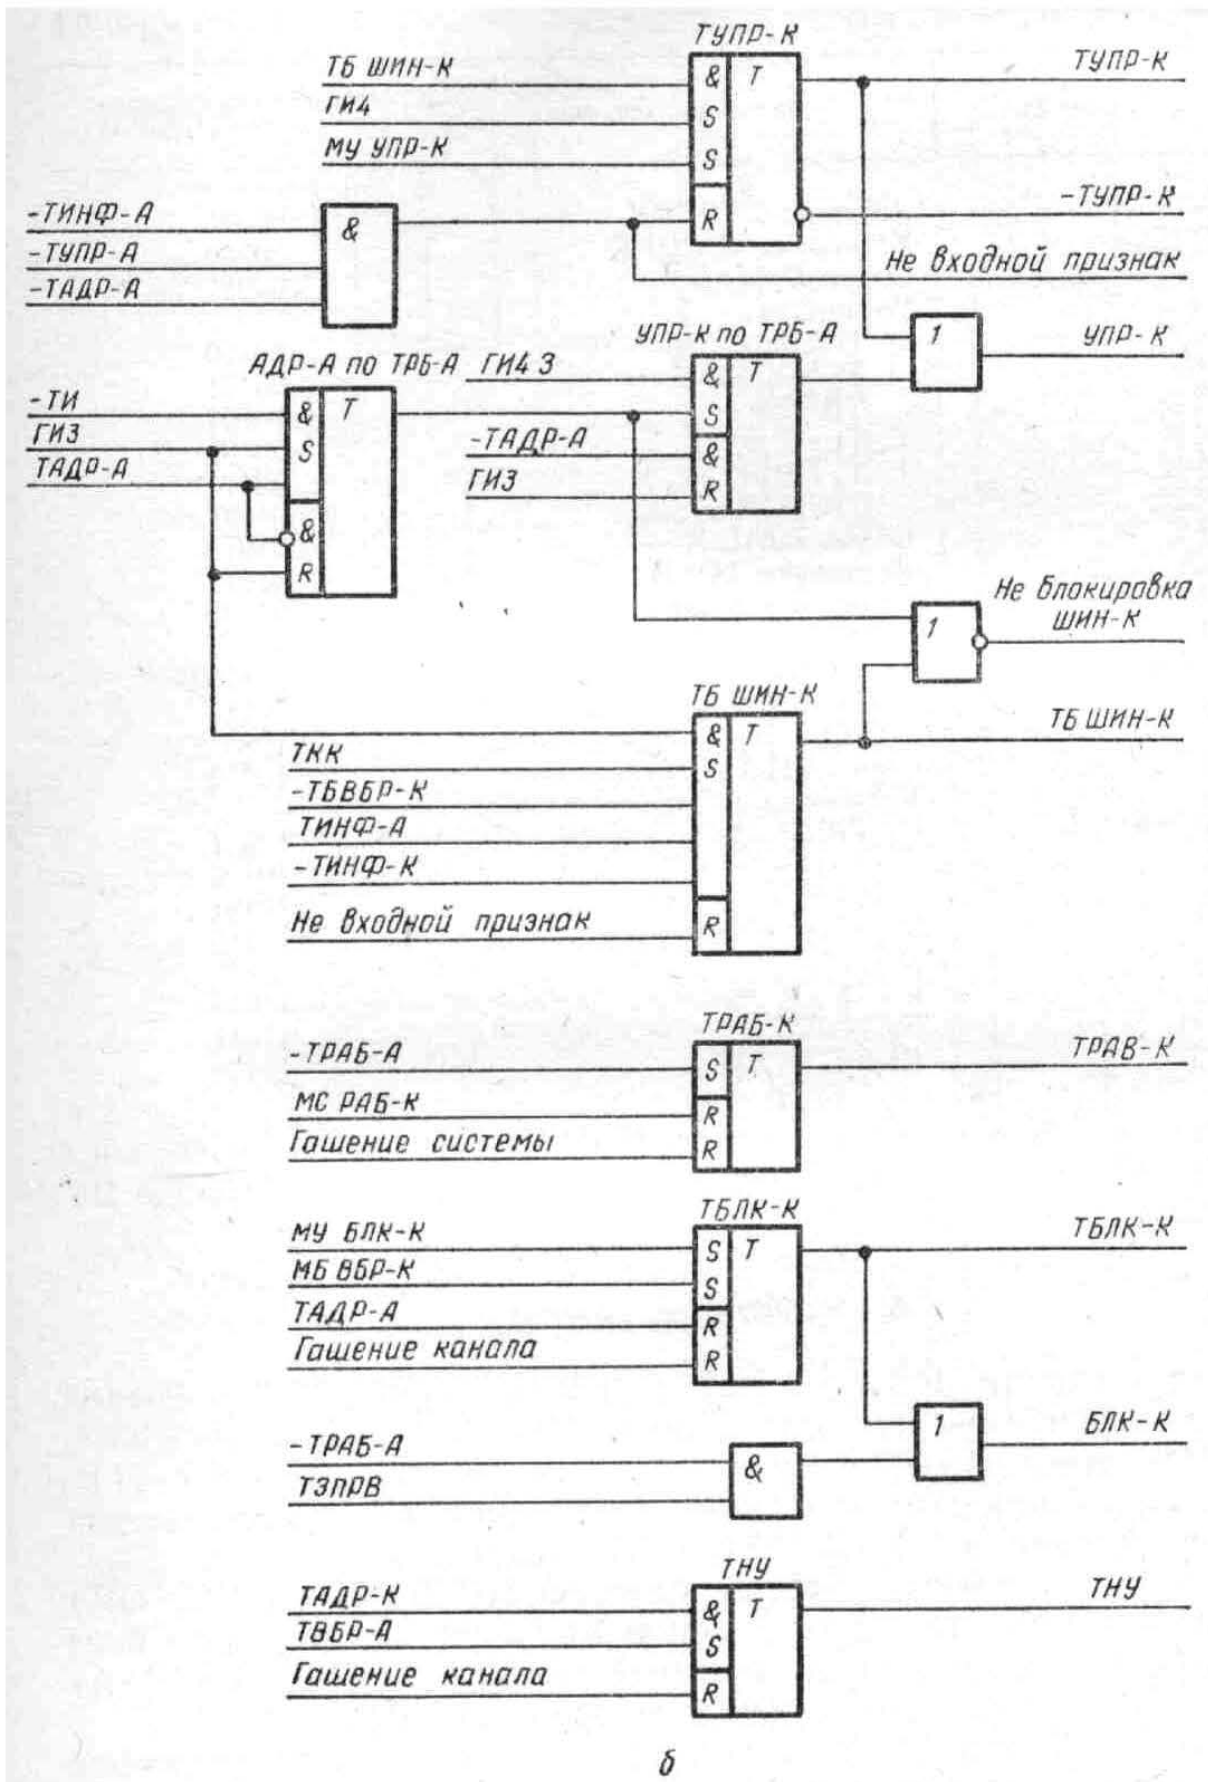 ТУПР-К
ТБ ШИН-К
& Т
ТУПР-К
ГИ4
S
МУ УПР-К
S
-ТИНФ-А
&
R
-ТУПР-К
-ТУПР-А
-ТАДР-А
Не входной признак
УПР-К по ТРБ-А
1
УПР-К
АДР-А по ТРБ-А
ГИ4 3
& Т
-ТИ
& Т
S
ГИ3
S
-ТАДР-А
&
ТАДР-А
ГИ3
R
&
R
Не блокировка
ШИН-К
1
ТБ ШИН-К
& Т
ТБ ШИН-К
ТКК
S
-ТБВБР-К
ТИНФ-А
-ТИНФ-К
Не входной признак
R
ТРАБ-К
-ТРАБ-А
S Т
ТРАВ-К
МС РАБ-К
R
Гашение системы
R
ТБЛК-К
МУ БЛК-К
S Т
ТБЛК-К
МБ ВБР-К
S
ТАДР-А
R
Гашение канала
R
1
БЛК-К
-ТРАБ-А
&
ТЗПРВ
ТНУ
ТАДР-К
& Т
ТНУ
ТВБР-А
S
Гашение канала
R
б